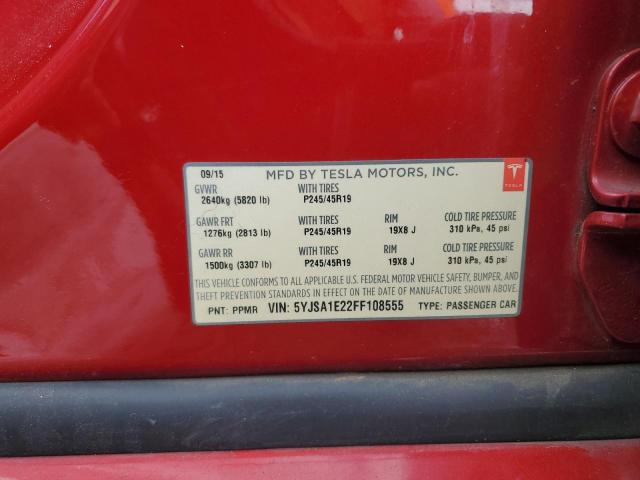 09/15 MFD BY TESLA MOTORS, INC.
GVWR WITH TIRES
2640kg (5820 lb) P245/45R19
TESLA
GAWR FRT WITH TIRES RIM COLD TIRE PRESSURE
1276kg (2813 lb) P245/45R19 19X8 J 310 kPa, 45 psi
GAWR RR WITH TIRES RIM COLD TIRE PRESSURE
1500kg (3307 lb) P245/45R19 19X8 J 310 kPa, 45 psi
THIS VEHICLE CONFORMS TO ALL APPLICABLE U.S. FEDERAL MOTOR VEHICLE SAFETY, BUMPER, AND
THEFT PREVENTION STANDARDS IN EFFECT ON THE DATE OF MANUFACTURE SHOWN ABOVE.
PNT: PPMR VIN: 5YJSA1E22FF108555 TYPE: PASSENGER CAR